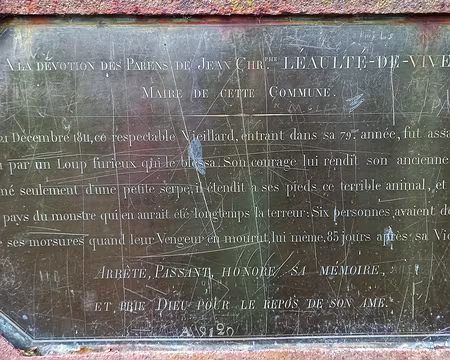 A LA DEVOTION DES PARENS DE JEAN CHRPHE LEAULTE-DE-VIVE
MAIRE DE CETTE COMMUNE.
21 Decembre 1811, ce respectable Vieillard, entrant dans sa 79e année, fut assa
par un Loup furieux qui le blessa. Son courage lui rendit son ancienne
mé seulement d'une petite serpe, il étendit a ses pieds ce terrible animal, et
pays du monstre qui en aurait été longtemps la terreur: Six personnes avaient de
ses morsures quand leur Vengeur en mourut, lui même, 85 jours après sa Vic
ARRÊTE, PASSANT, HONORE SA MÉMOIRE,
ET, PRIE DIEU POUR LE REPOS DE SON AME.